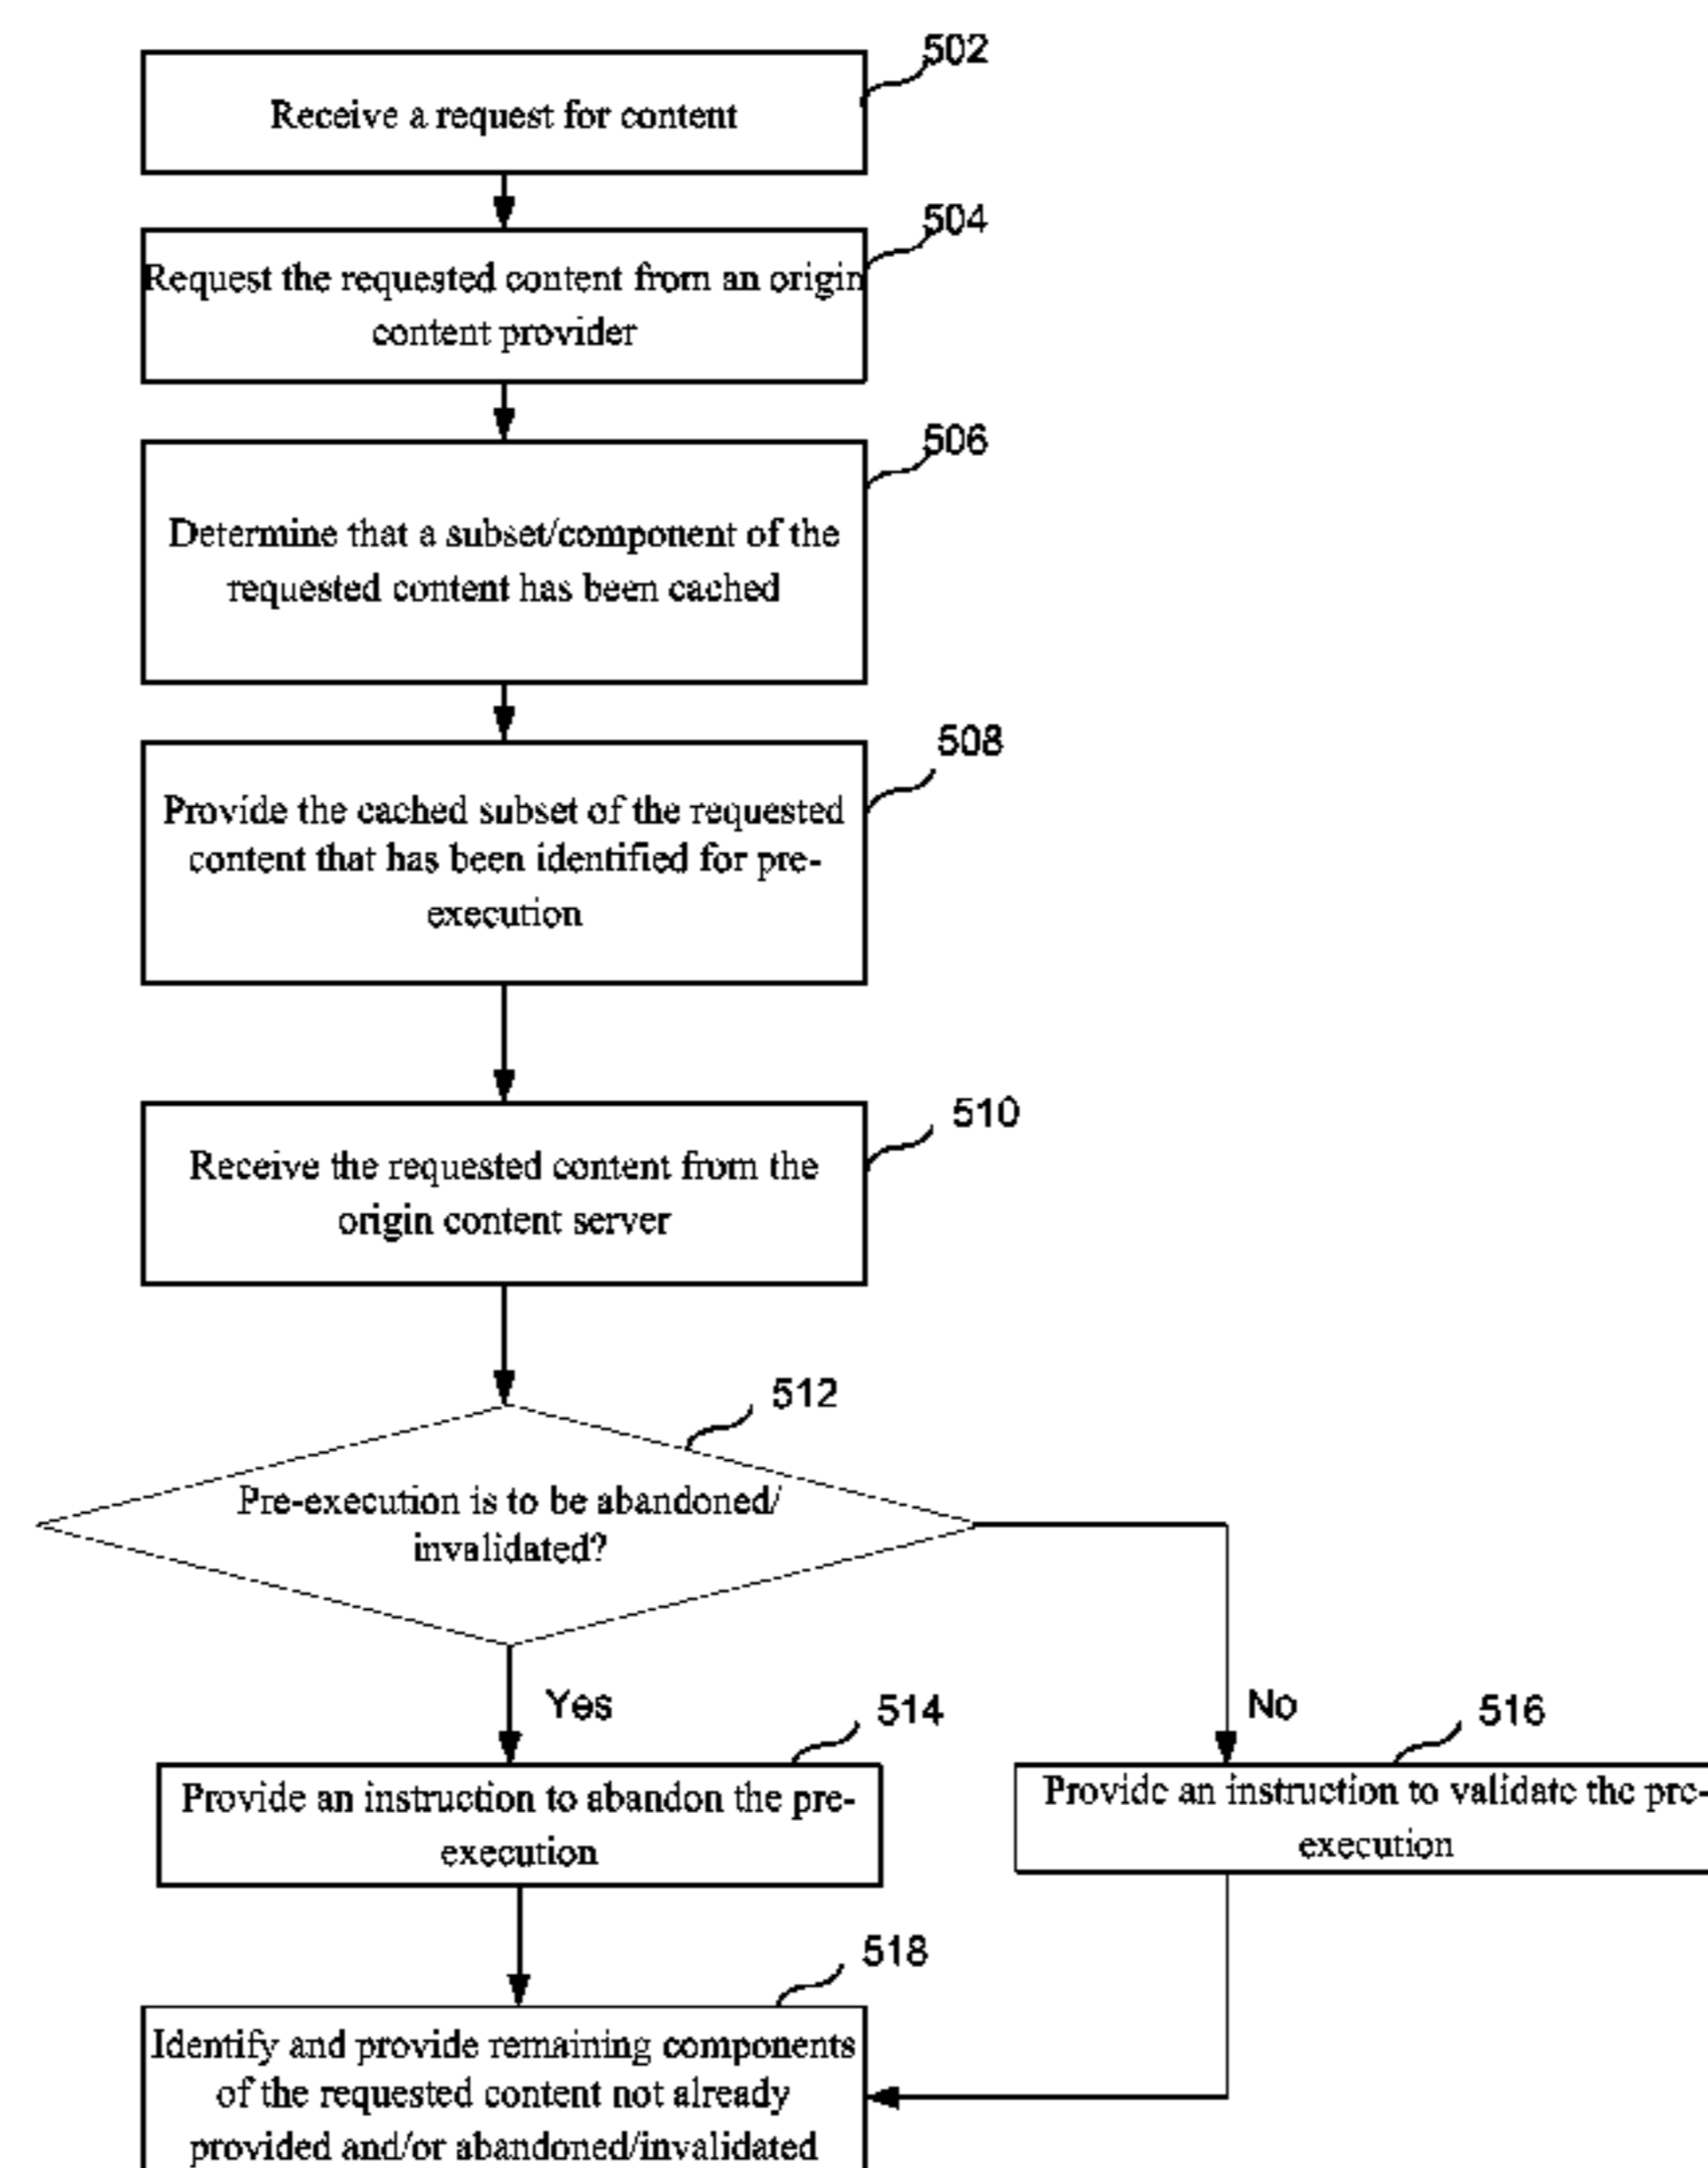 502
Receive a request for content
504
Request the requested content from an origin
content provider
506
Determine that a subset/component of the
requested content has been cached
508
Provide the cached subset of the requested
content that has been identified for pre-
execution
510
Receive the requested content from the
origin content server
512
Pre-execution is to be abandoned/
invalidated?
Yes
No
514
516
Provide an instruction to abandon the pre-
execution
Provide an instruction to validate the pre-
execution
518
Identify and provide remaining components
of the requested content not already
provided and/or abandoned/invalidated